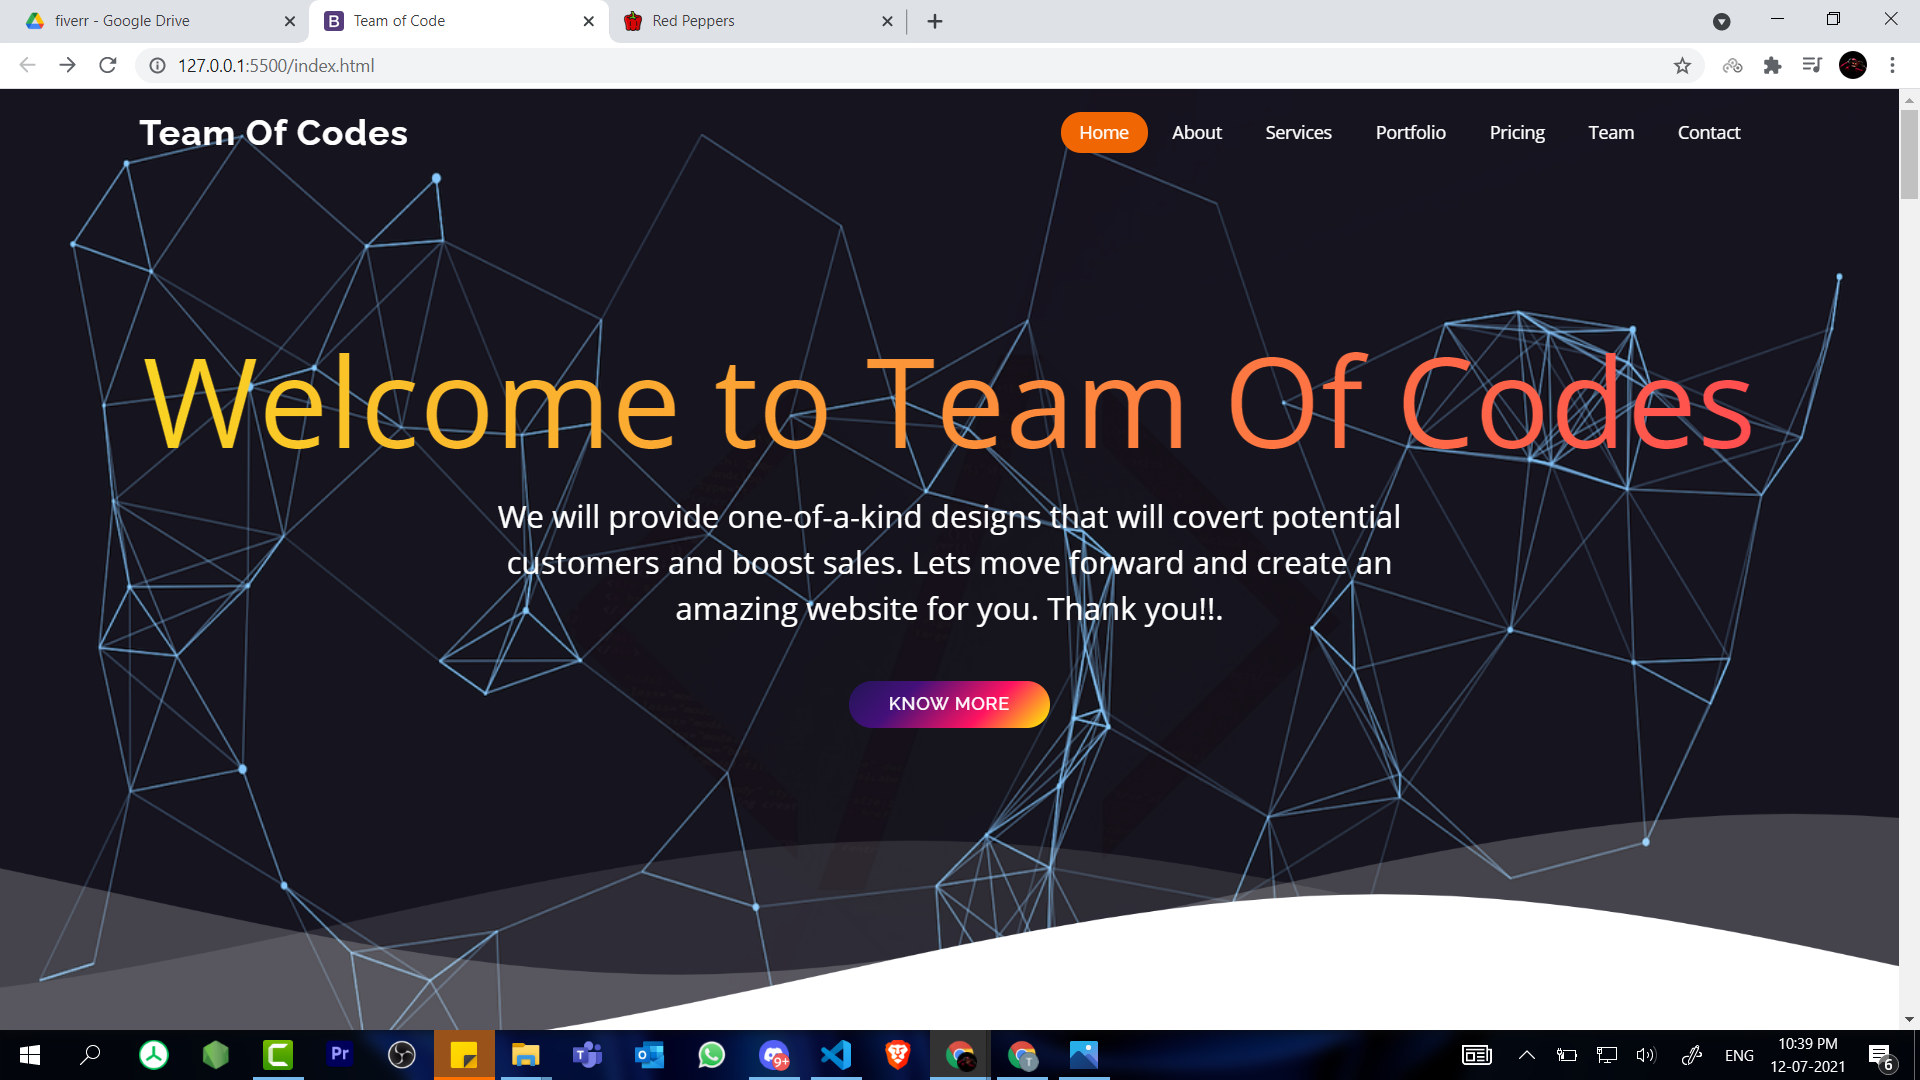 fiverr - Google Drive
Team of Code
Red Peppers
127.0.0.1:5500/index.html
Team Of Codes
Home About Services Portfolio Pricing Team Contact
Welcome to Team Of Codes
We will provide one-of-a-kind designs that will covert potential
customers and boost sales. Lets move forward and create an
amazing website for you. Thank you!!.
KNOW MORE
Pr
9+
T
ENG
10:39 PM
12-07-2021
6